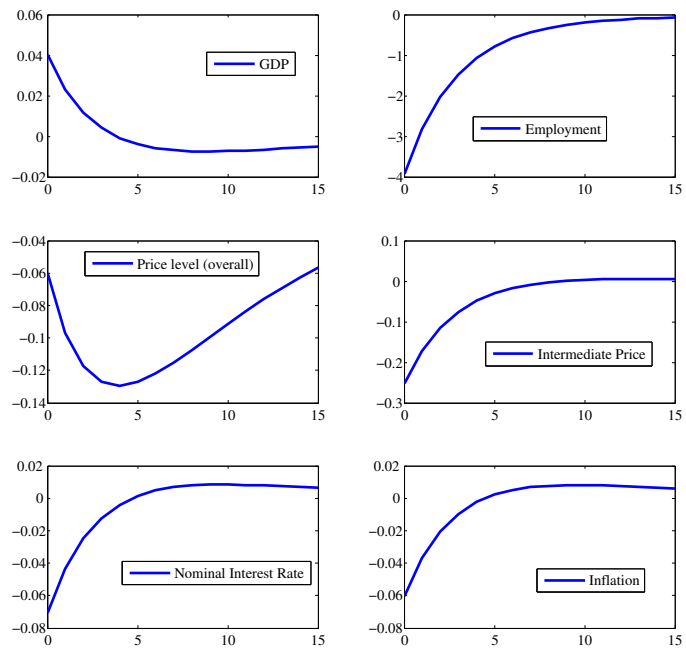 0.06
0.04
0.02
0
−0.02
0 5 10 15
GDP
0
−1
−2
−3
−4
0 5 10 15
Employment
−0.04
−0.06
−0.08
−0.1
−0.12
−0.14
0 5 10 15
Price level (overall)
0.1
0
−0.1
−0.2
−0.3
0 5 10 15
Intermediate Price
0.02
0
−0.02
−0.04
−0.06
−0.08
0 5 10 15
Nominal Interest Rate
0.02
0
−0.02
−0.04
−0.06
−0.08
0 5 10 15
Inflation